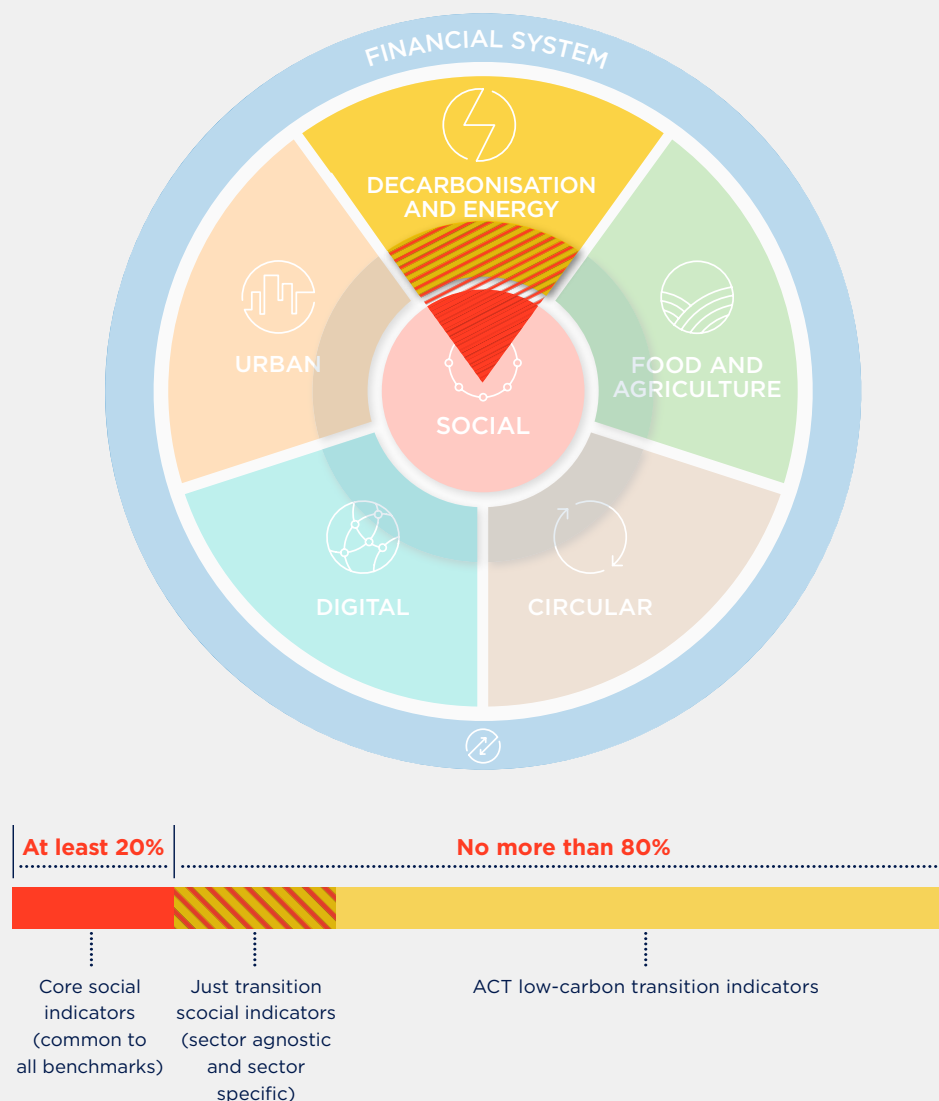 FINANCIAL SYSTEM
DECARBONISATION
AND ENERGY
URBAN
FOOD AND
AGRICULTURE
SOCIAL
DIGITAL
CIRCULAR
At least 20%
No more than 80%
Core social
indicators
(common to
all benchmarks)
Just transition
scocial indicators
(sector agnostic
and sector
specific)
ACT low-carbon transition indicators